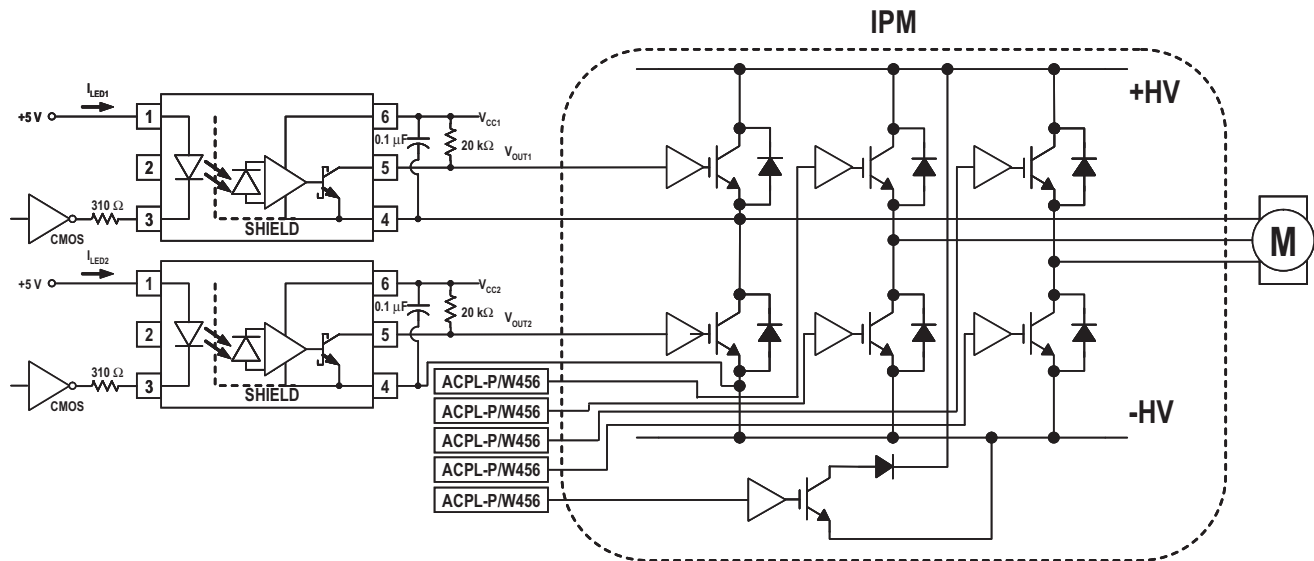 IPM
+HV
I_LED1
+5 V
1
6
V_CC1
0.1 µF
20 kΩ
2
5
V_OUT1
310 Ω
3
4
CMOS
SHIELD
M
I_LED2
+5 V
1
6
V_CC2
0.1 µF
20 kΩ
2
5
V_OUT2
310 Ω
3
4
CMOS
SHIELD
ACPL-P/W456
ACPL-P/W456
ACPL-P/W456
ACPL-P/W456
ACPL-P/W456
-HV